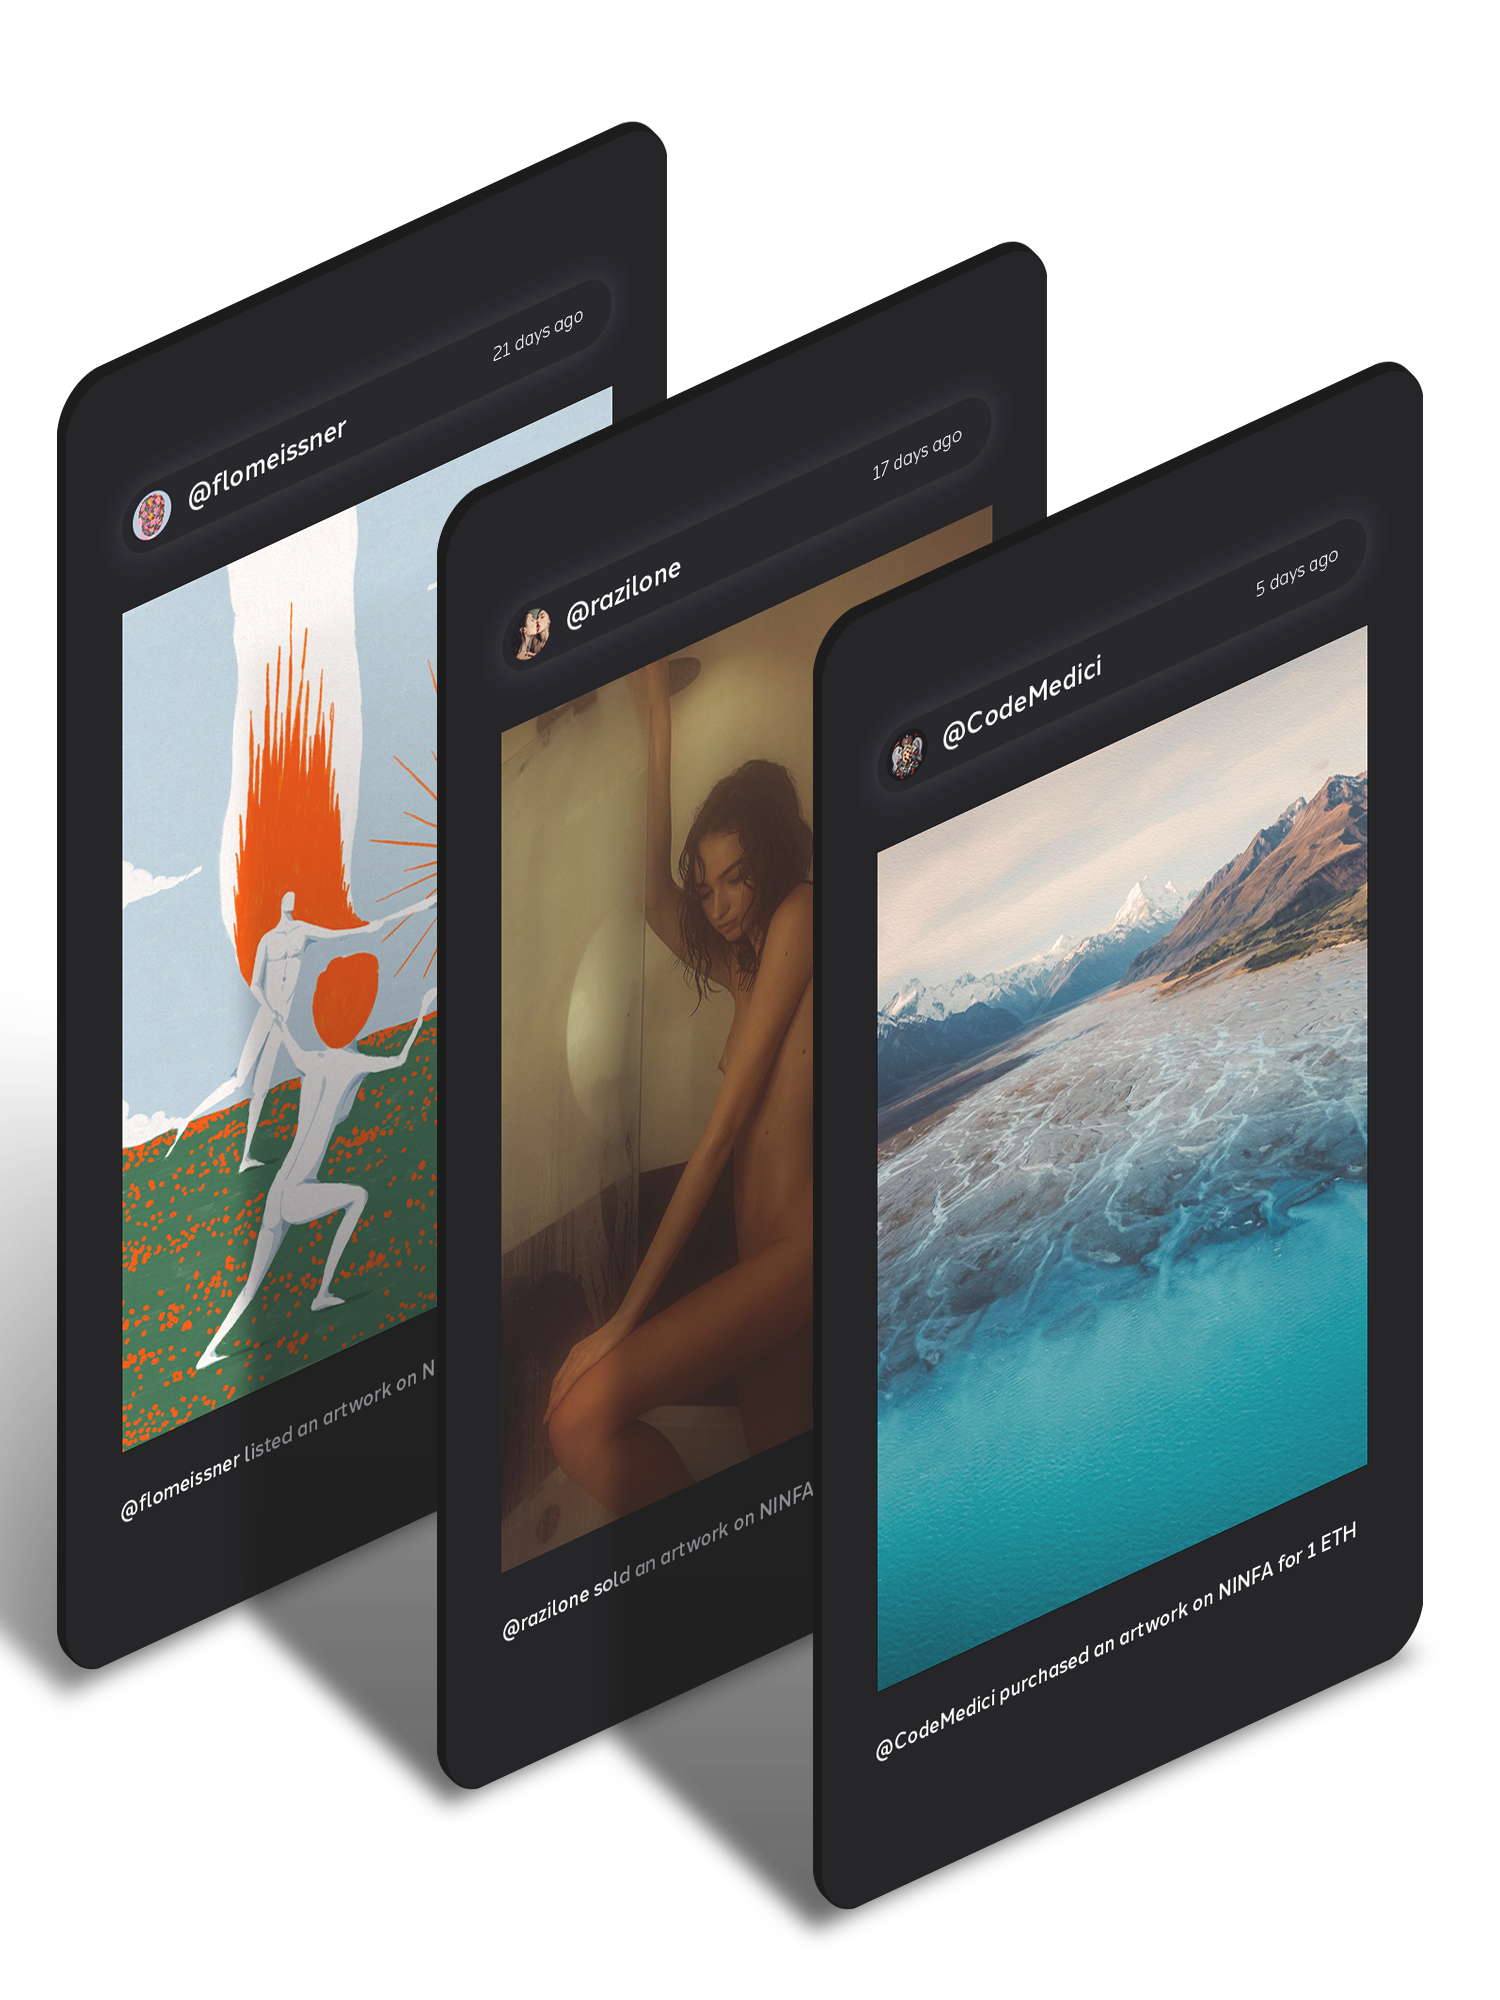 @flomeissner
21 days ago
@flomeissner listed an artwork on N
@razilone
17 days ago
@razilone sold an artwork on NINFA
@CodeMedici
5 days ago
@CodeMedici purchased an artwork on NINFA for 1 ETH